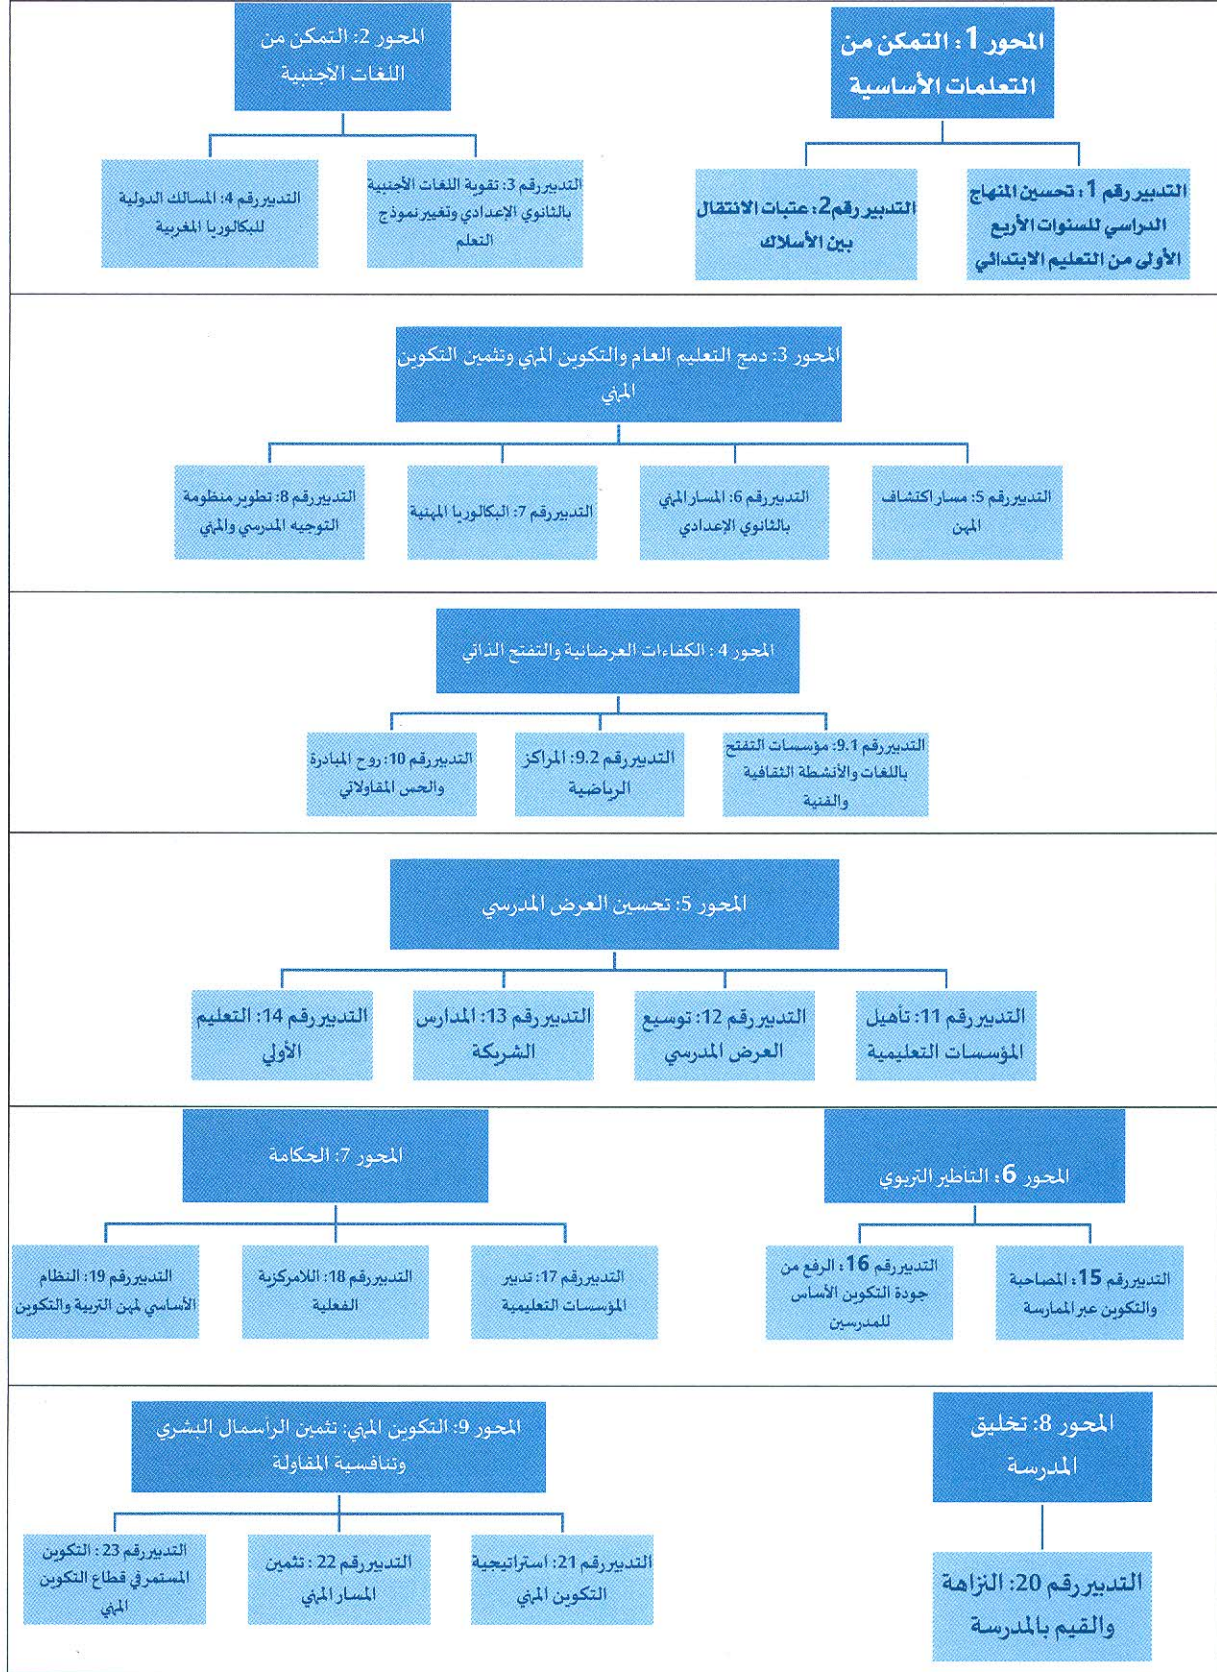 المحور 1: التمكن من
التعلمات الأساسية
التدبير رقم 1: تحسين المنهاج
الدراسي للسنوات الأربع
الأولى من التعليم الابتدائي
التدبير رقم 2: عتبات الانتقال
بين الأسلاك
المحور 2: التمكن من
اللغات الأجنبية
التدبير رقم 3: تقوية اللغات الأجنبية
بالثانوي الإعدادي وتغيير نموذج
التعلم
التدبير رقم 4: المسالك الدولية
للبكالوريا المغربية
المحور 3: دمج التعليم العام والتكوين المهني وتثمين التكوين
المهني
التدبير رقم 5: مسار اكتشاف
المهن
التدبير رقم 6: المسار المهني
بالثانوي الإعدادي
التدبير رقم 7: البكالوريا المهنية
التدبير رقم 8: تطوير منظومة
التوجيه المدرسي والمهني
المحور 4 : الكفاءات العرضانية والتفتح الذاتي
التدبير رقم 9.1: مؤسسات التفتح
باللغات والأنشطة الثقافية
والفنية
التدبير رقم 9.2: المراكز
الرياضية
التدبير رقم 10: روح المبادرة
والحس المقاولاتي
المحور 5: تحسين العرض المدرسي
التدبير رقم 11: تأهيل
المؤسسات التعليمية
التدبير رقم 12: توسيع
العرض المدرسي
التدبير رقم 13: المدارس
الشريكة
التدبير رقم 14: التعليم
الأولي
المحور 6: التاطير التربوي
التدبير رقم 15: المصاحبة
والتكوين عبر الممارسة
التدبير رقم 16: الرفع من
جودة التكوين الأساس
للمدرسين
المحور 7: الحكامة
التدبير رقم 17: تدبير
المؤسسات التعليمية
التدبير رقم 18: اللامركزية
الفعلية
التدبير رقم 19: النظام
الأساسي لمهن التربية والتكوين
المحور 8: تخليق
المدرسة
التدبير رقم 20: النزاهة
والقيم بالمدرسة
المحور 9: التكوين المهني: تثمين الرأسمال البشري
وتنافسية المقاولة
التدبير رقم 21: استراتيجية
التكوين المهني
التدبير رقم 22 : تثمين
المسار المهني
التدبير رقم 23 : التكوين
المستمر في قطاع التكوين
المهني